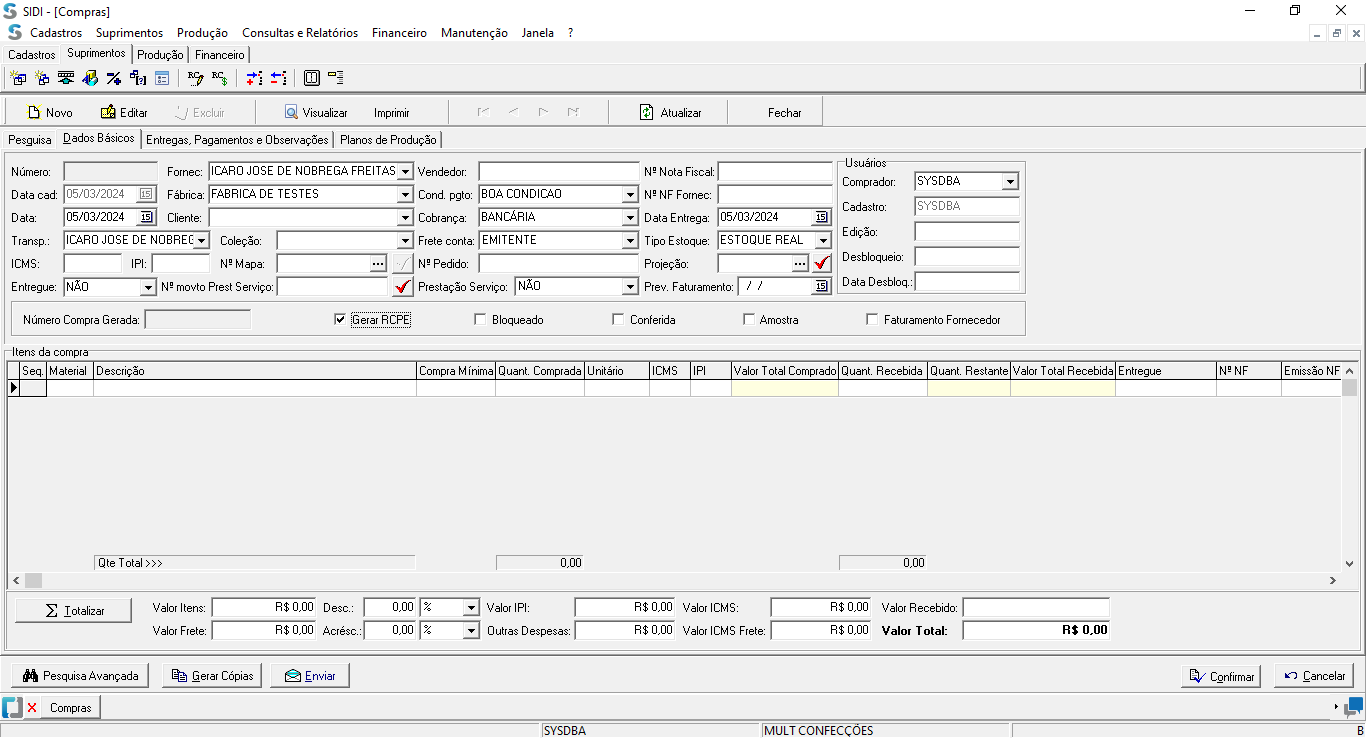 SIDI - [Compras]
Cadastros Suprimentos Produção Consultas e Relatórios Financeiro Manutenção Janela ?
Cadastros Suprimentos Produção Financeiro
Novo Editar Excluir Visualizar Imprimir Atualizar Fechar
Pesquisa Dados Básicos Entregas, Pagamentos e Observações Planos de Produção
Número: Fornec: ICARO JOSE DE NOBREGA FREITAS Vendedor: Nº Nota Fiscal: Usuários
Comprador: SYSDBA
Data cad: 05/03/2024 15 Fábrica: FABRICA DE TESTES Cond. pgto: BOA CONDICAO Nº NF Fornec:
Cadastro: SYSDBA
Data: 05/03/2024 15 Cliente: Cobrança: BANCÁRIA Data Entrega: 05/03/2024 15
Edição:
Transp.: ICARO JOSE DE NOBREG Coleção: Frete conta: EMITENTE Tipo Estoque: ESTOQUE REAL
Desbloqueio:
ICMS: IPI: Nº Mapa: ... Nº Pedido: Projeção: ...
Data Desbloq.:
Entregue: NÃO Nº movto Prest Serviço: Prestação Serviço: NÃO Prev. Faturamento: / / 15
Número Compra Gerada: Gerar RCPE Bloqueado Conferida Amostra Faturamento Fornecedor
Itens da compra
Seq. Material Descrição Compra Mínima Quant. Comprada Unitário ICMS IPI Valor Total Comprado Quant. Recebida Quant. Restante Valor Total Recebida Entregue Nº NF Emissão NF
Qte Total >>> 0,00 0,00
Totalizar Valor Itens: R$ 0,00 Desc.: 0,00 % Valor IPI: R$ 0,00 Valor ICMS: R$ 0,00 Valor Recebido:
Valor Frete: R$ 0,00 Acrésc.: 0,00 % Outras Despesas: R$ 0,00 Valor ICMS Frete: R$ 0,00 Valor Total: R$ 0,00
Pesquisa Avançada Gerar Cópias Enviar Confirmar Cancelar
Compras
SYSDBA MULT CONFECÇÕES B